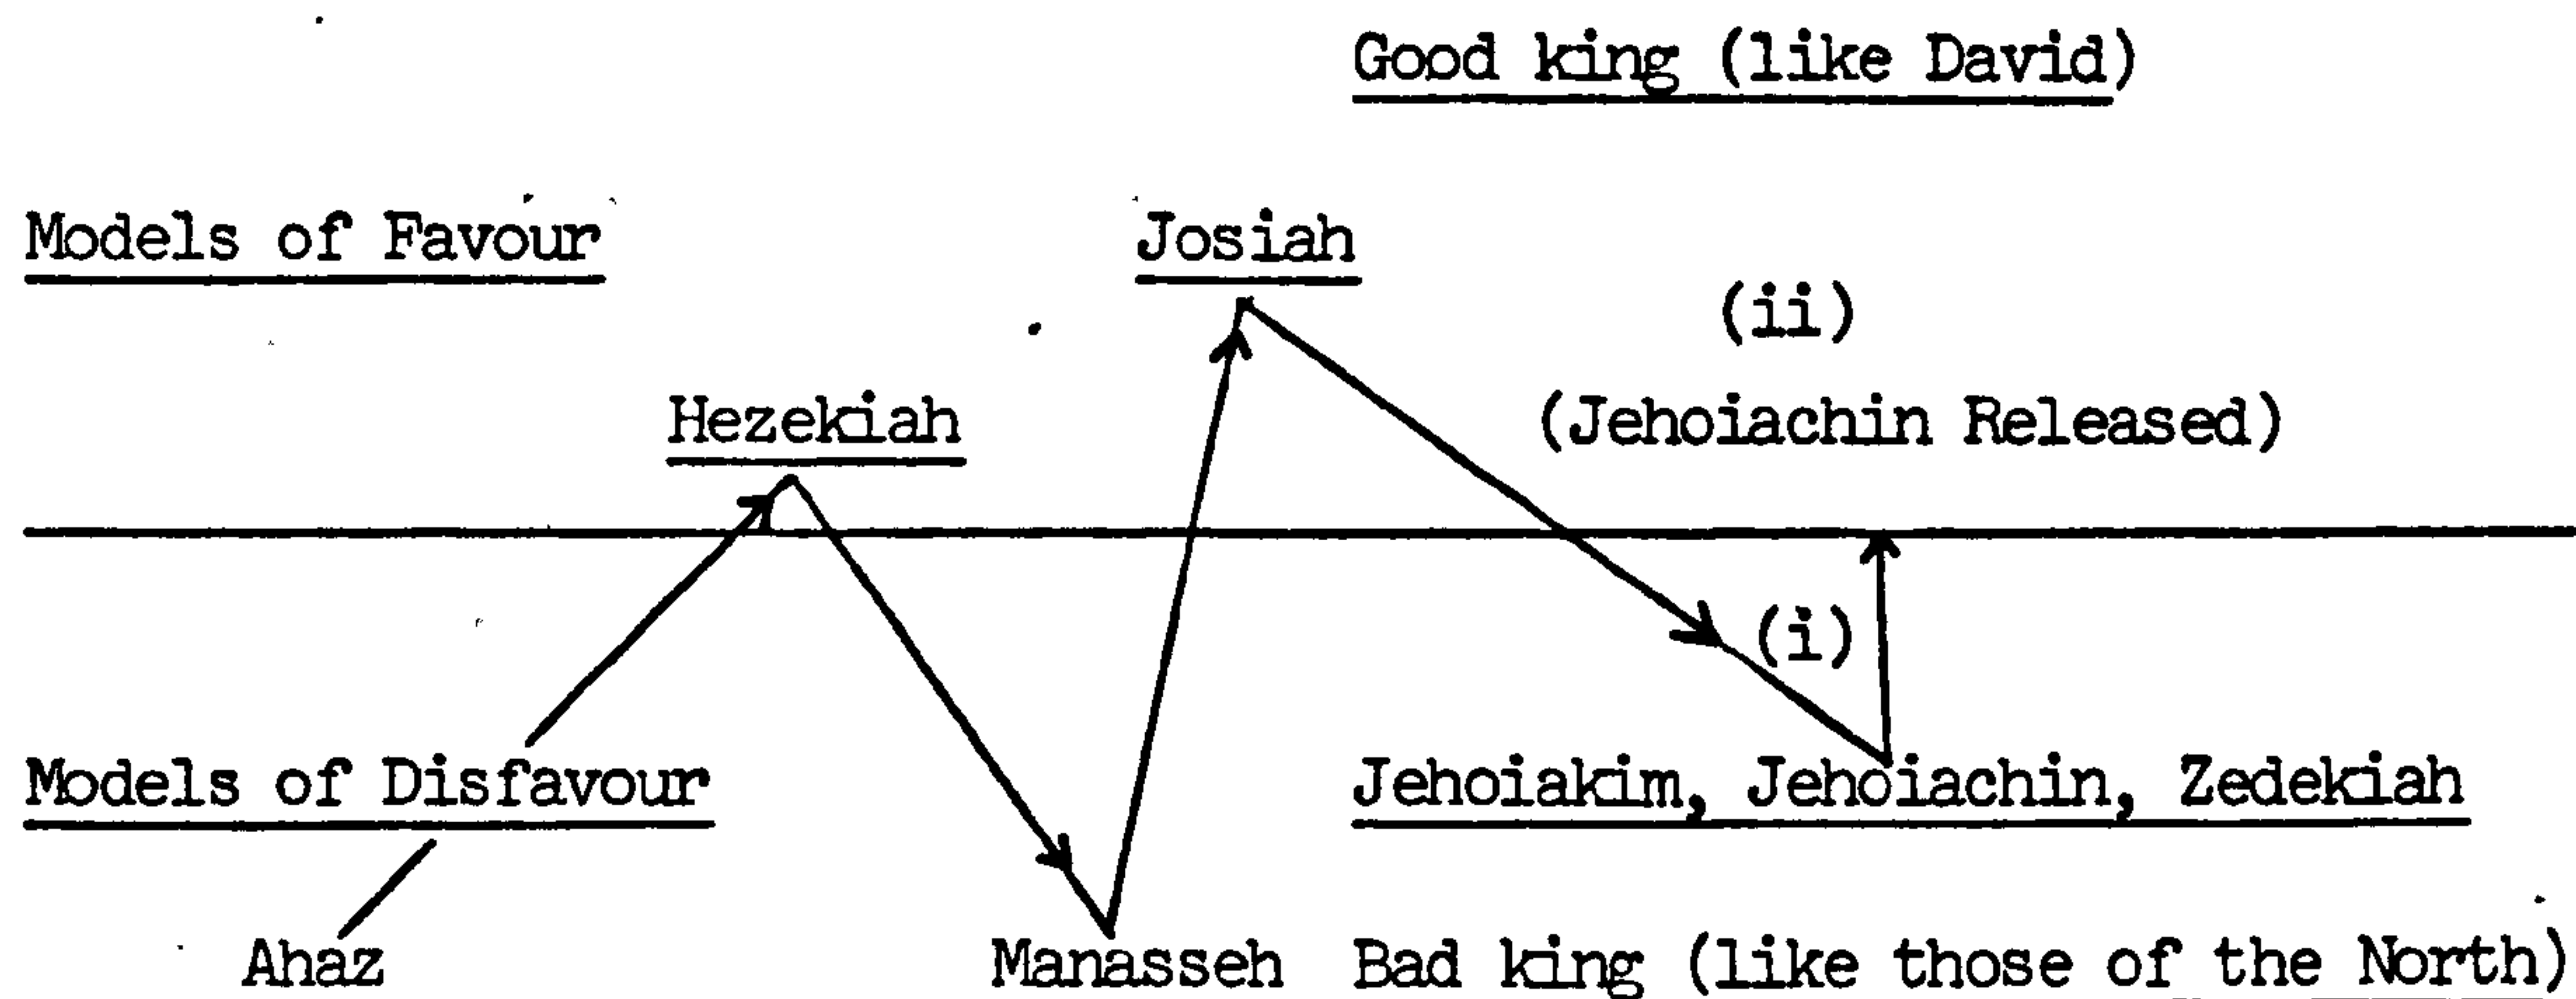 Good king (like David)
Models of Favour
Josiah
(ii)
Hezekiah
(Jehoiachin Released)
(i)
Models of Disfavour
Jehoiakim, Jehoiachin, Zedekiah
Ahaz
Manasseh
Bad king (like those of the North)